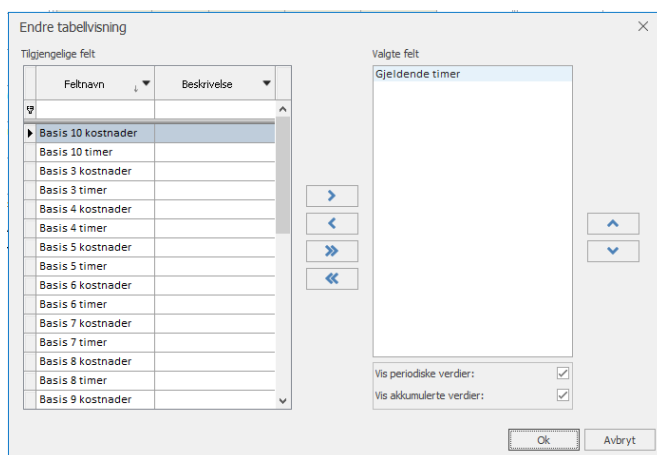 Endre tabellvisning
Tilgjengelige felt
Valgte felt
Feltnavn
Beskrivelse
Gjeldende timer
Basis 10 kostnader
Basis 10 timer
Basis 3 kostnader
Basis 3 timer
Basis 4 kostnader
Basis 4 timer
Basis 5 kostnader
Basis 5 timer
Basis 6 kostnader
Basis 6 timer
Basis 7 kostnader
Basis 7 timer
Basis 8 kostnader
Basis 8 timer
Basis 9 kostnader
Vis periodiske verdier:
Vis akkumulerte verdier:
Ok
Avbryt